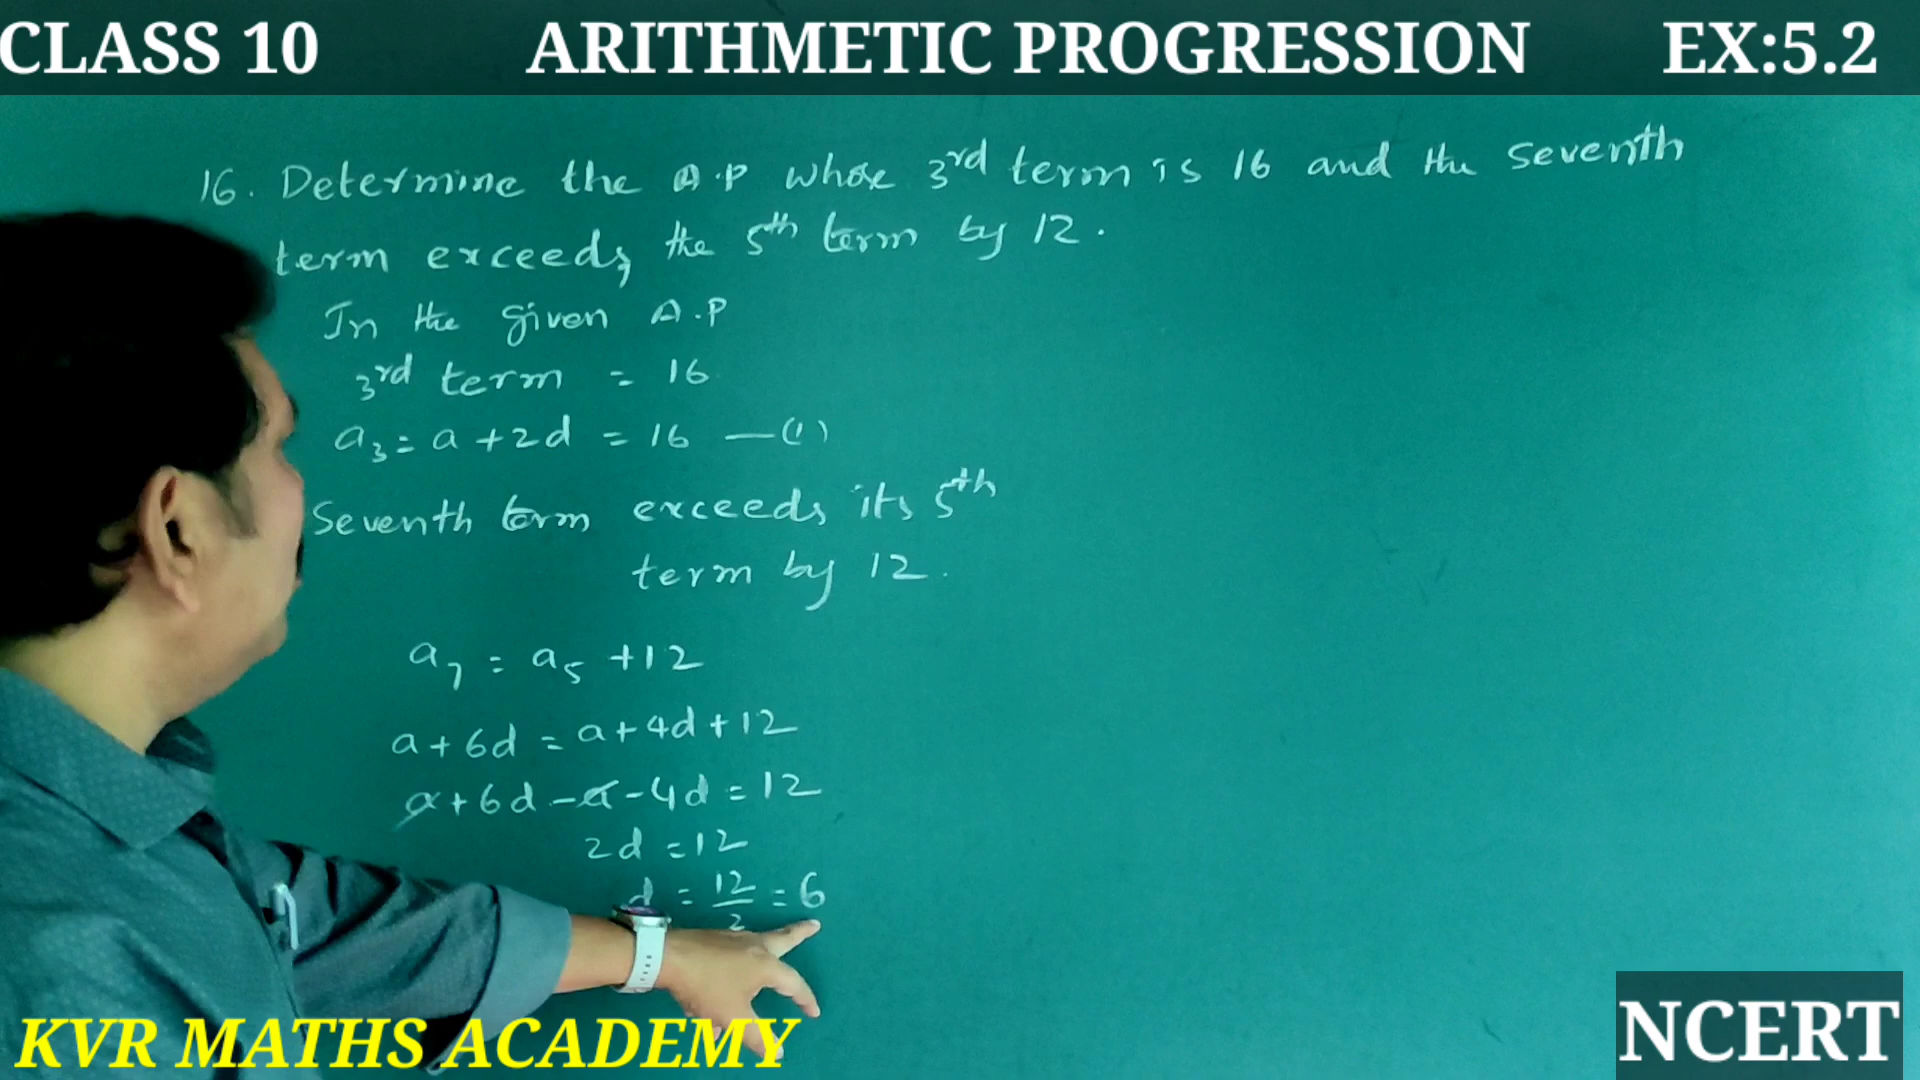 CLASS 10 ARITHMETIC PROGRESSION EX:5.2
16. Determine the A.P whose 3rd term is 16 and the seventh
term exceeds the 5th term by 12.
In the given A.P
3rd term = 16
a₃ = a + 2d = 16 — (1)
Seventh term exceeds its 5th
term by 12.
a₇ = a₅ + 12
a + 6d = a + 4d + 12
a + 6d - a - 4d = 12
2d = 12
d = 12/2 = 6
KVR MATHS ACADEMY
NCERT